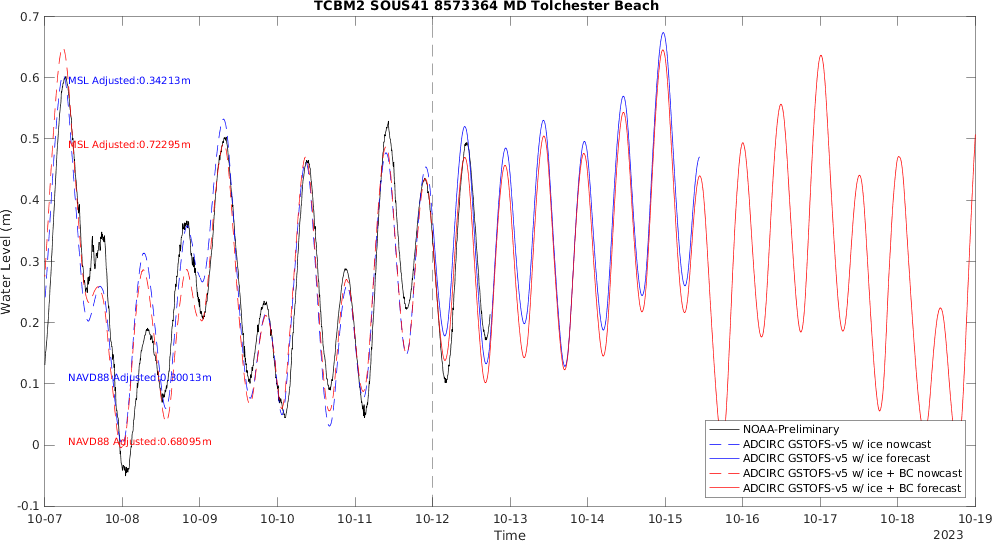 TCBM2 SOUS41 8573364 MD Tolchester Beach
0.7
0.6
0.5
0.4
0.3
0.2
0.1
0
-0.1
Water Level (m)
MSL Adjusted:0.34213m
MSL Adjusted:0.72295m
NAVD88 Adjusted:0.30013m
NAVD88 Adjusted:0.68095m
NOAA-Preliminary
ADCIRC GSTOFS-v5 w/ ice nowcast
ADCIRC GSTOFS-v5 w/ ice forecast
ADCIRC GSTOFS-v5 w/ ice + BC nowcast
ADCIRC GSTOFS-v5 w/ ice + BC forecast
10-07 10-08 10-09 10-10 10-11 10-12 10-13 10-14 10-15 10-16 10-17 10-18 10-19
Time
2023